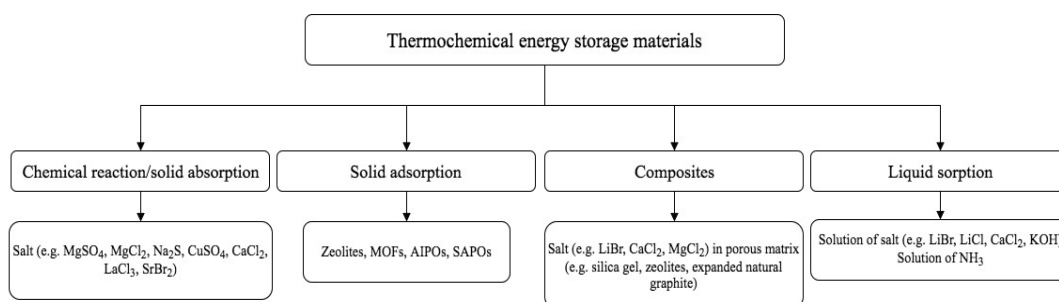 Thermochemical energy storage materials
Chemical reaction/solid absorption
Solid adsorption
Composites
Liquid sorption
Salt (e.g. MgSO₄, MgCl₂, Na₂S, CuSO₄, CaCl₂,
LaCl₃, SrBr₂)
Zeolites, MOFs, AIPOs, SAPOs
Salt (e.g. LiBr, CaCl₂, MgCl₂) in porous matrix
(e.g. silica gel, zeolites, expanded natural
graphite)
Solution of salt (e.g. LiBr, LiCl, CaCl₂, KOH)
Solution of NH₃